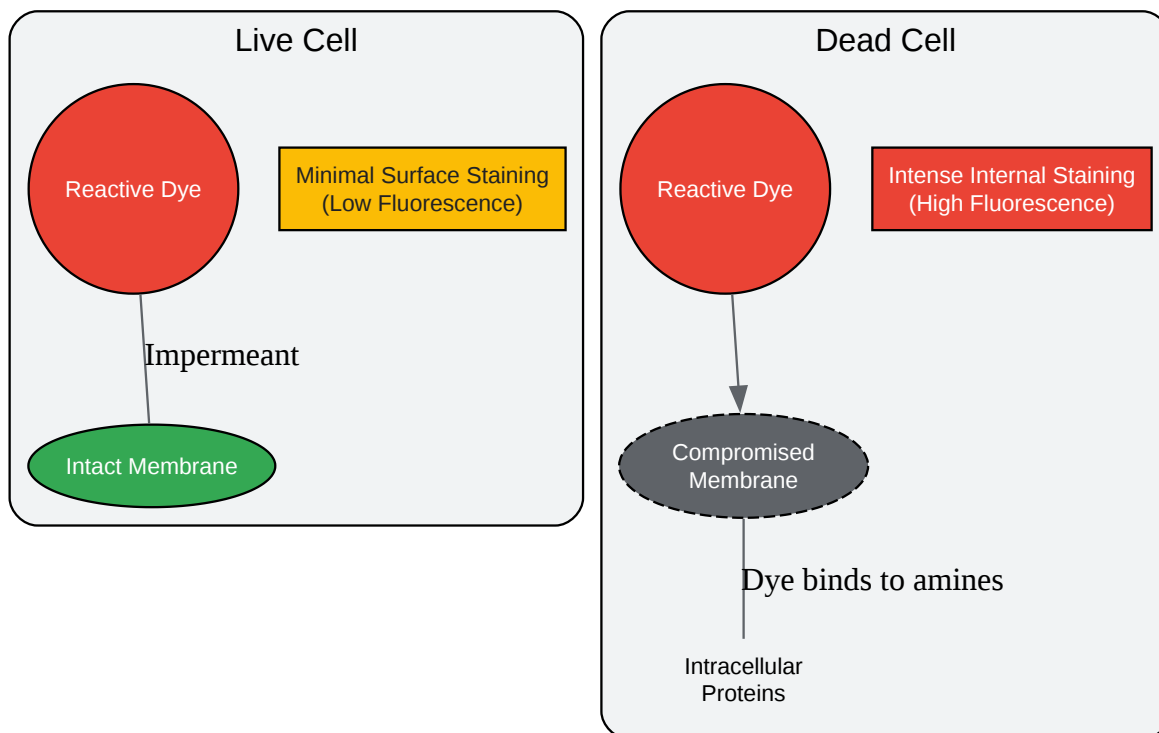 Live Cell
Reactive Dye
Minimal Surface Staining
(Low Fluorescence)
Impermeant
Intact Membrane
Dead Cell
Reactive Dye
Intense Internal Staining
(High Fluorescence)
Compromised
Membrane
Dye binds to amines
Intracellular
Proteins